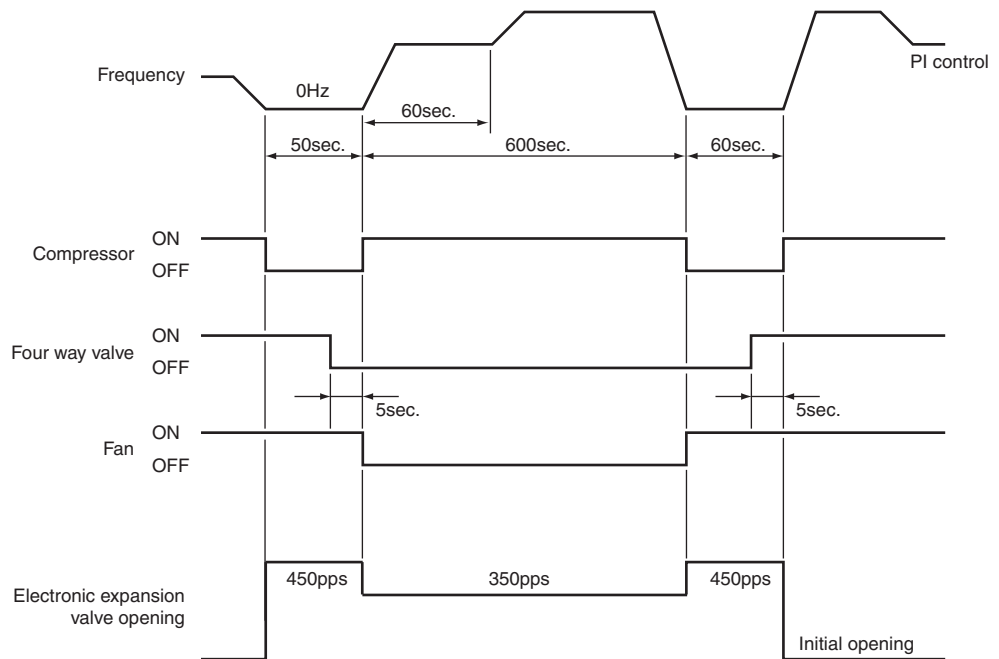 Frequency
0Hz
PI control
60sec.
50sec.
600sec.
60sec.
Compressor
ON
OFF
Four way valve
ON
OFF
5sec.
5sec.
Fan
ON
OFF
450pps
350pps
450pps
Electronic expansion
valve opening
Initial opening